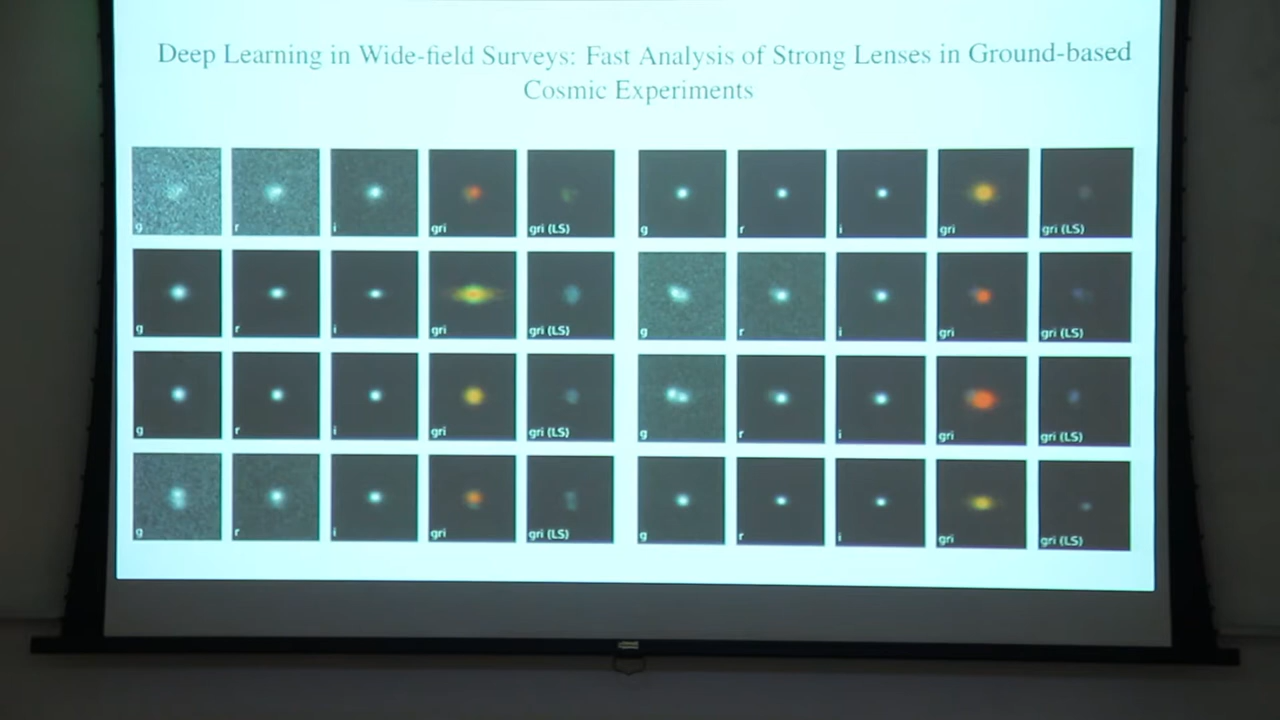 Deep Learning in Wide-field Surveys: Fast Analysis of Strong Lenses in Ground-based
Cosmic Experiments
g r i gri gri (LS) g r i gri gri (LS)
g r i gri gri (LS) g r i gri gri (LS)
g r i gri gri (LS) g r i gri gri (LS)
g r i gri gri (LS) g r i gri gri (LS)